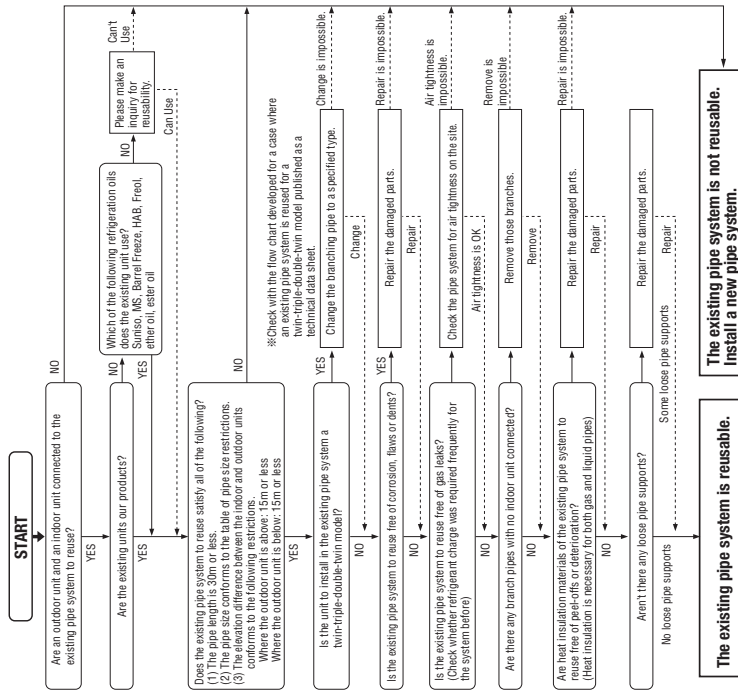 START
Are an outdoor unit and an indoor unit connected to the
existing pipe system to reuse?
NO
YES
Are the existing units our products?
NO
YES
Which of the following refrigeration oils
does the existing unit use?
Suniso, MS, Barrel Freeze, HAB, Freol,
ether oil, ester oil
YES
NO
Please make an
inquiry for
reusability.
Can't
Use
Can Use
Does the existing pipe system to reuse satisfy all of the following?
(1) The pipe length is 30m or less.
(2) The pipe size conforms to the table of pipe size restrictions.
(3) The elevation difference between the indoor and outdoor units
conforms to the following restrictions.
Where the outdoor unit is above: 15m or less
Where the outdoor unit is below: 15m or less
NO
YES
※Check with the flow chart developed for a case where
an existing pipe system is reused for a
twin-triple-double-twin model published as a
technical data sheet.
Is the unit to install in the existing pipe system a
twin-triple-double-twin model?
YES
Change the branching pipe to a specified type.
Change is impossible.
Change
NO
Is the existing pipe system to reuse free of corrosion, flaws or dents?
YES
Repair the damaged parts.
Repair is impossible.
Repair
NO
Is the existing pipe system to reuse free of gas leaks?
(Check whether refrigerant charge was required frequently for
the system before)
Check the pipe system for air tightness on the site.
Air tightness is
impossible.
Air tightness is OK
NO
Are there any branch pipes with no indoor unit connected?
Remove those branches.
Remove is
impossible
Remove
NO
Are heat insulation materials of the existing pipe system to
reuse free of peel-offs or deterioration?
(Heat insulation is necessary for both gas and liquid pipes)
Repair the damaged parts.
Repair is impossible.
Repair
NO
Aren't there any loose pipe supports?
Repair the damaged parts.
Repair
No loose pipe supports
Some loose pipe supports
The existing pipe system is reusable.
The existing pipe system is not reusable.
Install a new pipe system.